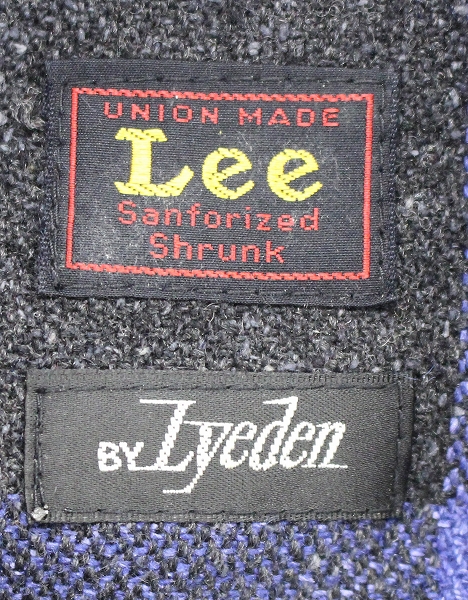 UNION MADE
Lee
Sanforized
Shrunk
BY Lyeden